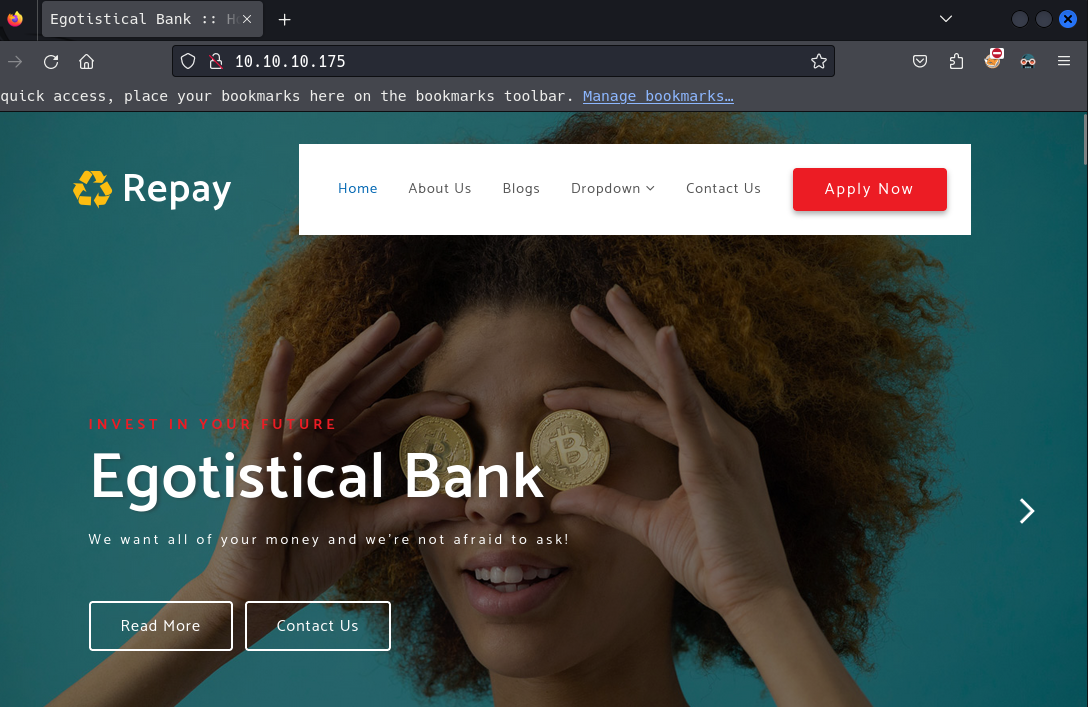 Egotistical Bank :: H
10.10.10.175
quick access, place your bookmarks here on the bookmarks toolbar. Manage bookmarks…
Repay
Home About Us Blogs Dropdown Contact Us Apply Now
INVEST IN YOUR FUTURE
Egotistical Bank
We want all of your money and we're not afraid to ask!
Read More Contact Us